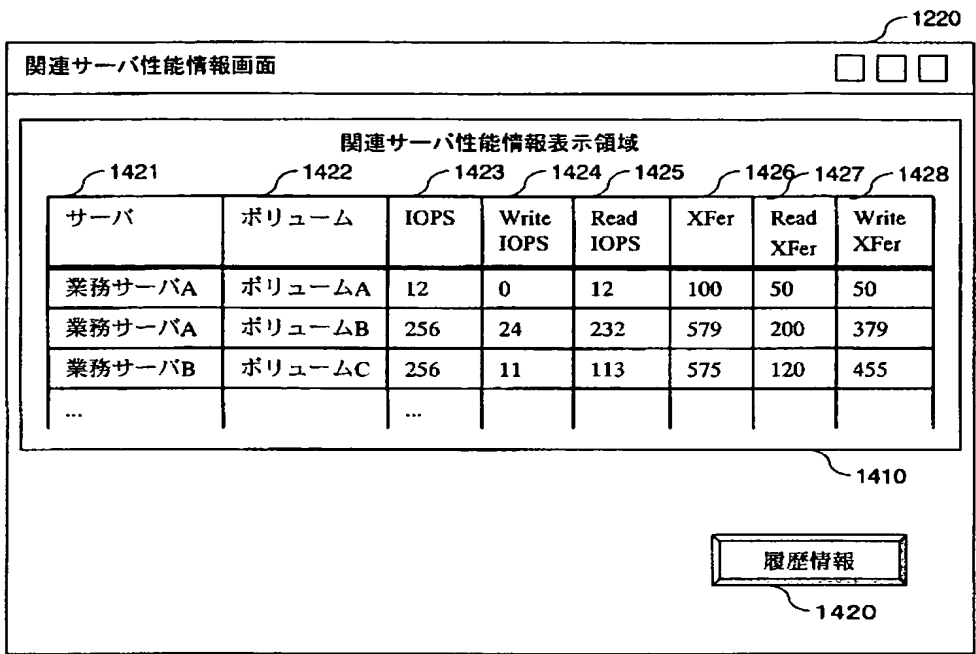 1220
関連サーバ性能情報画面
関連サーバ性能情報表示領域
1421 1422 1423 1424 1425 1426 1427 1428
サーバ ボリューム IOPS Write IOPS Read IOPS XFer Read XFer Write XFer
業務サーバA ボリュームA 12 0 12 100 50 50
業務サーバA ボリュームB 256 24 232 579 200 379
業務サーバB ボリュームC 256 11 113 575 120 455
... ...
1410
履歴情報
1420